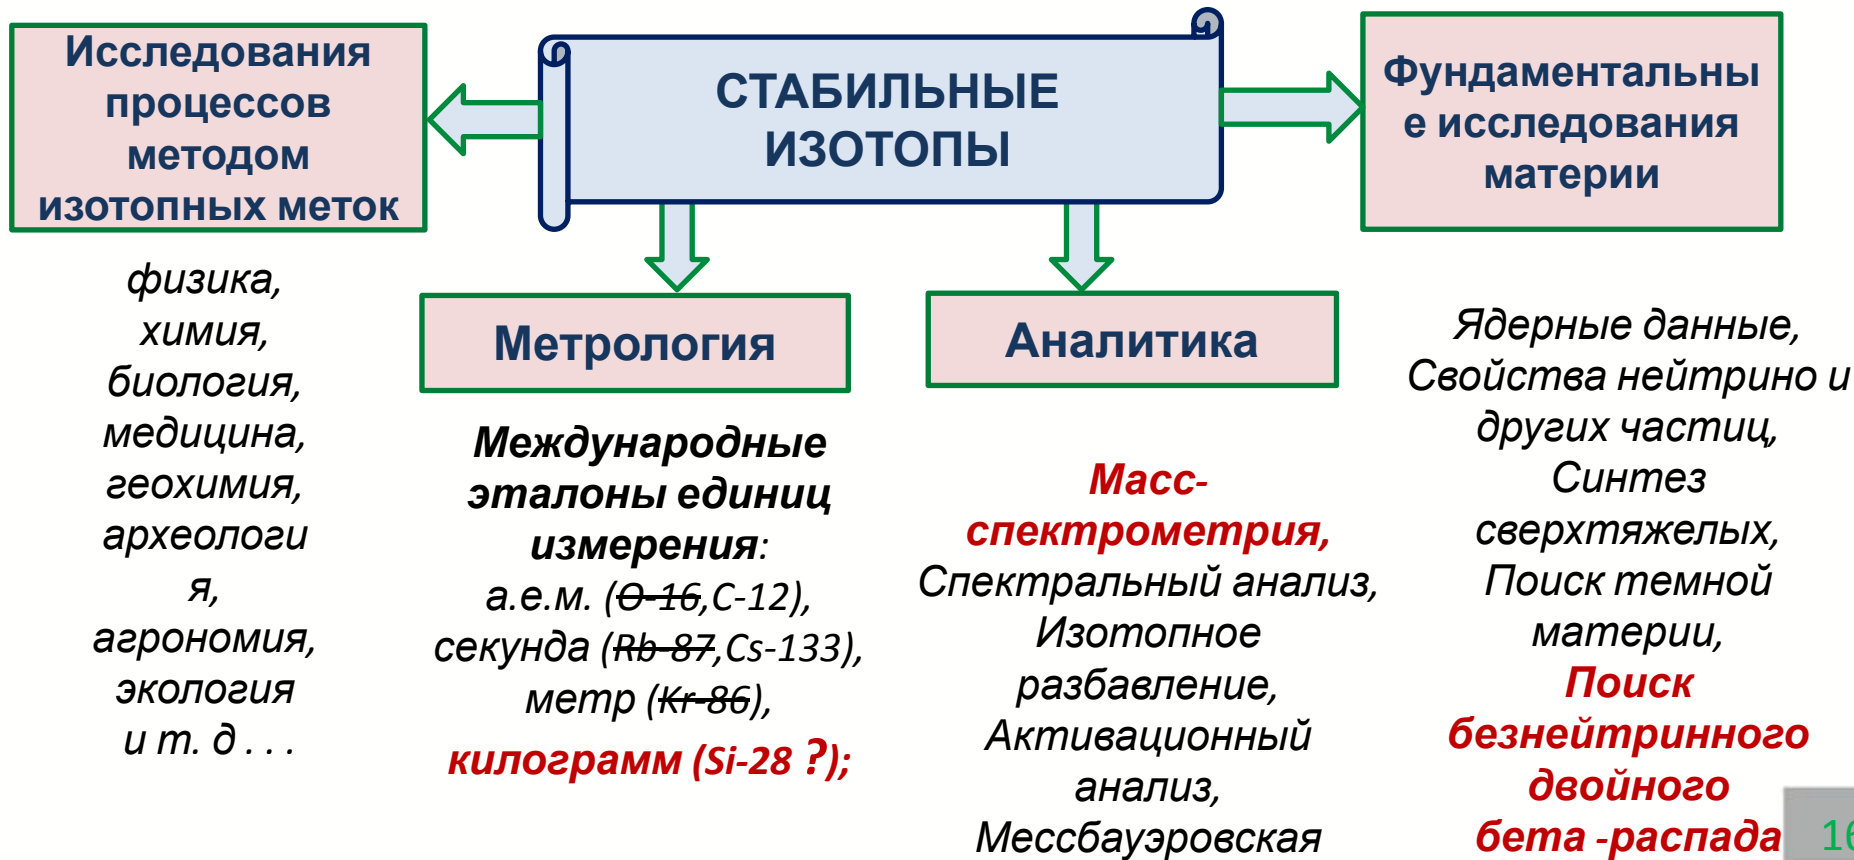 СТАБИЛЬНЫЕ
ИЗОТОПЫ
Исследования
процессов
методом
изотопных меток
физика,
химия,
биология,
медицина,
геохимия,
археологи
я,
агрономия,
экология
и т. д . . .
Метрология
Международные
эталоны единиц
измерения:
а.е.м. (O-16,C-12),
секунда (Rb-87,Cs-133),
метр (Kr-86),
килограмм (Si-28 ?);
Аналитика
Масс-
спектрометрия,
Спектральный анализ,
Изотопное
разбавление,
Активационный
анализ,
Мессбауэровская
Фундаментальны
е исследования
материи
Ядерные данные,
Свойства нейтрино и
других частиц,
Синтез
сверхтяжелых,
Поиск темной
материи,
Поиск
безнейтринного
двойного
бета -распада
16